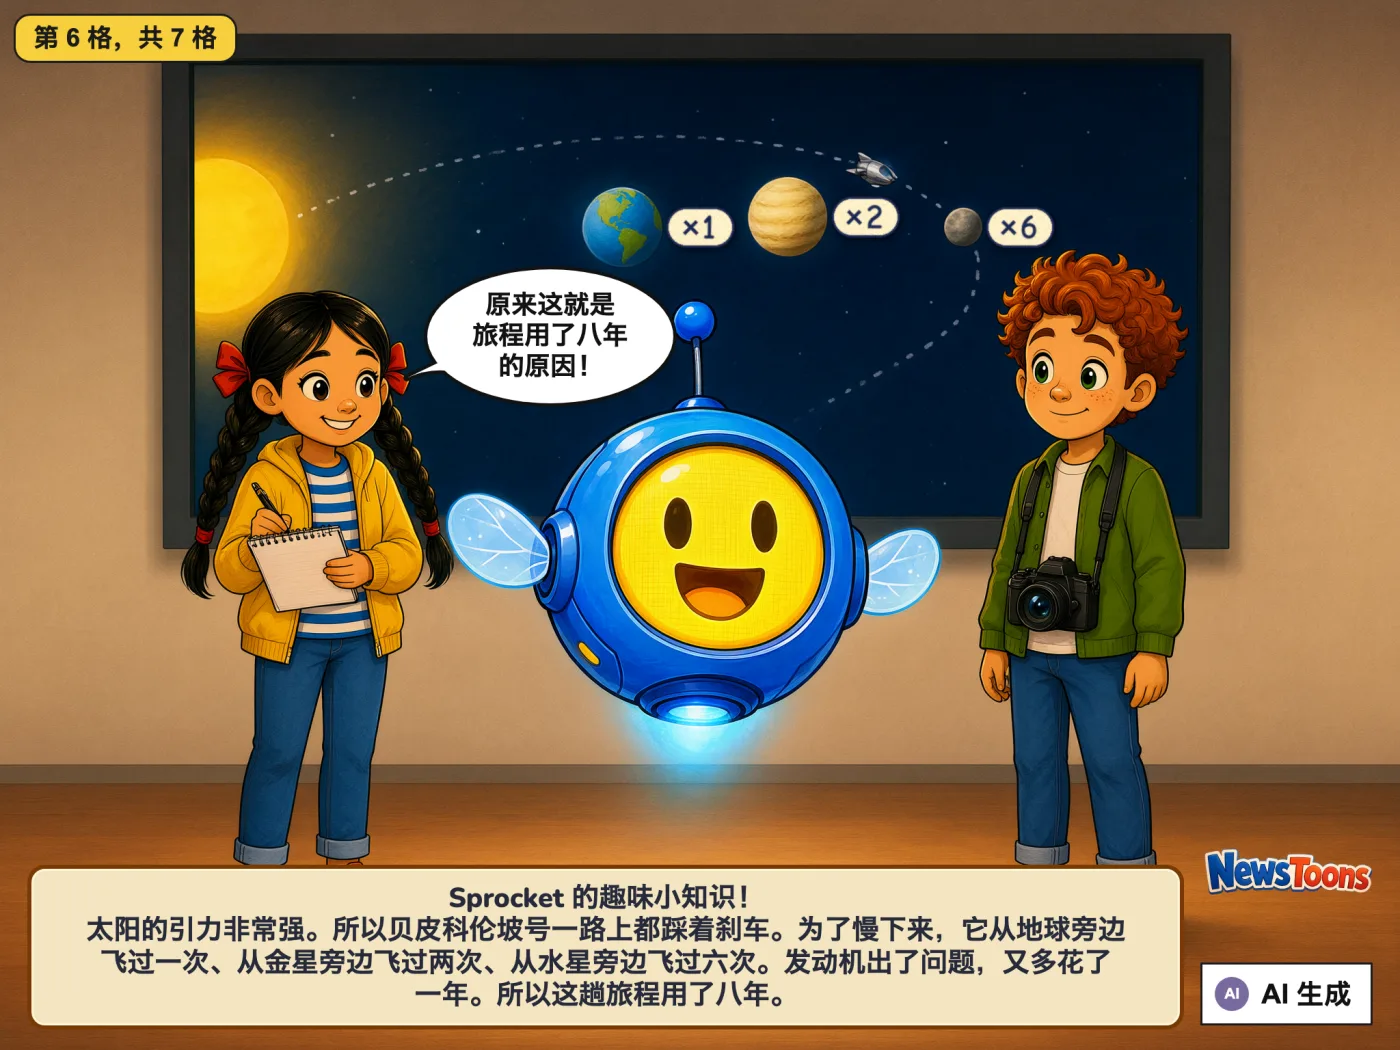 第 6 格，共 7 格
×1
×2
×6
原来这就是
旅程用了八年
的原因！
Sprocket 的趣味小知识！
太阳的引力非常强。所以贝皮科伦坡号一路上都踩着刹车。为了慢下来，它从地球旁边
飞过一次、从金星旁边飞过两次、从水星旁边飞过六次。发动机出了问题，又多花了
一年。所以这趟旅程用了八年。
NewsToons
AI AI 生成